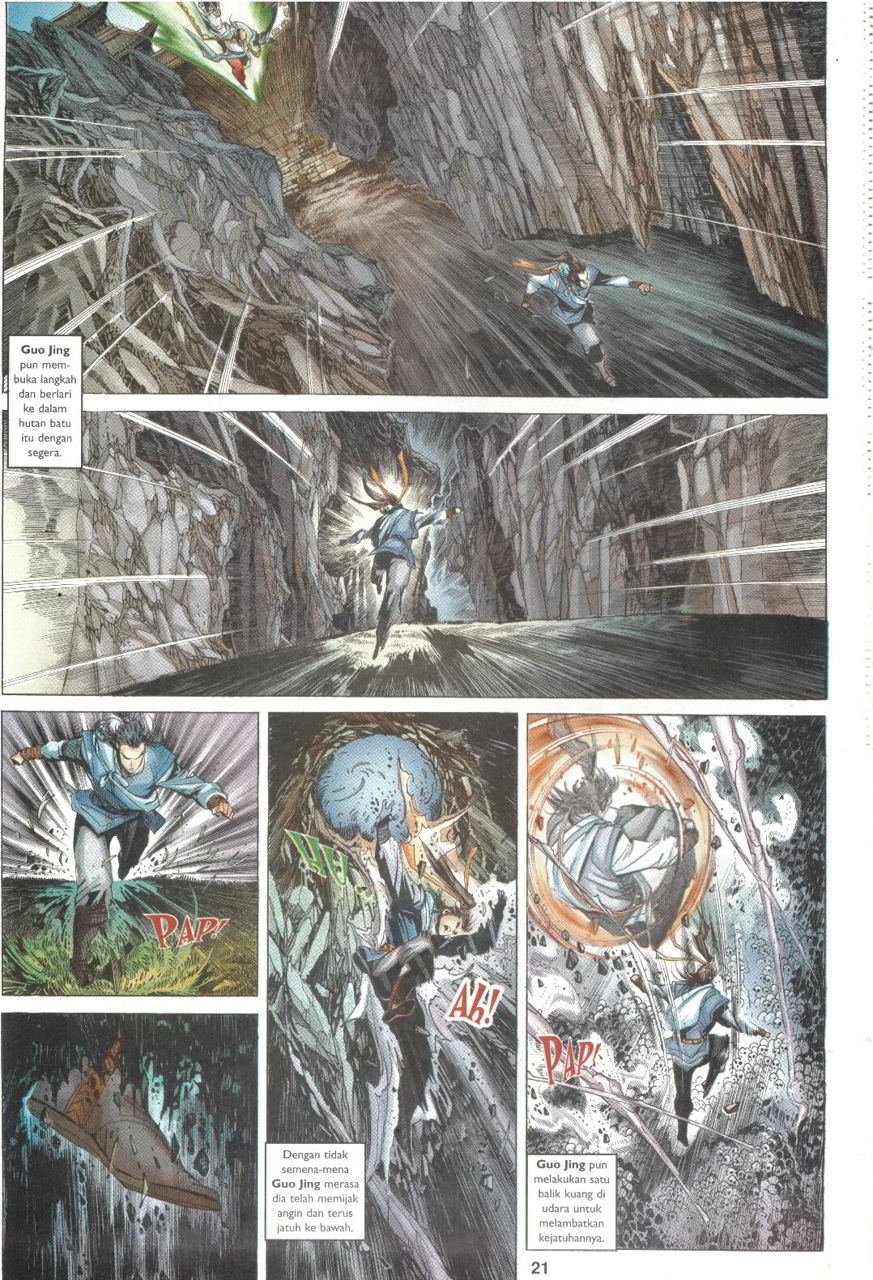 Guo Jing
pun mem-
buka langkah
dan berlari
ke dalam
hutan batu
itu dengan
segera.
PAP!
Ah!
Dengan tidak
semena-mena
Guo Jing merasa
dia telah memijak
angin dan terus
jatuh ke bawah.
PAP!
Guo Jing pun
melakukan satu
balik kuang di
udara untuk
melambatkan
kejatuhannya.
21